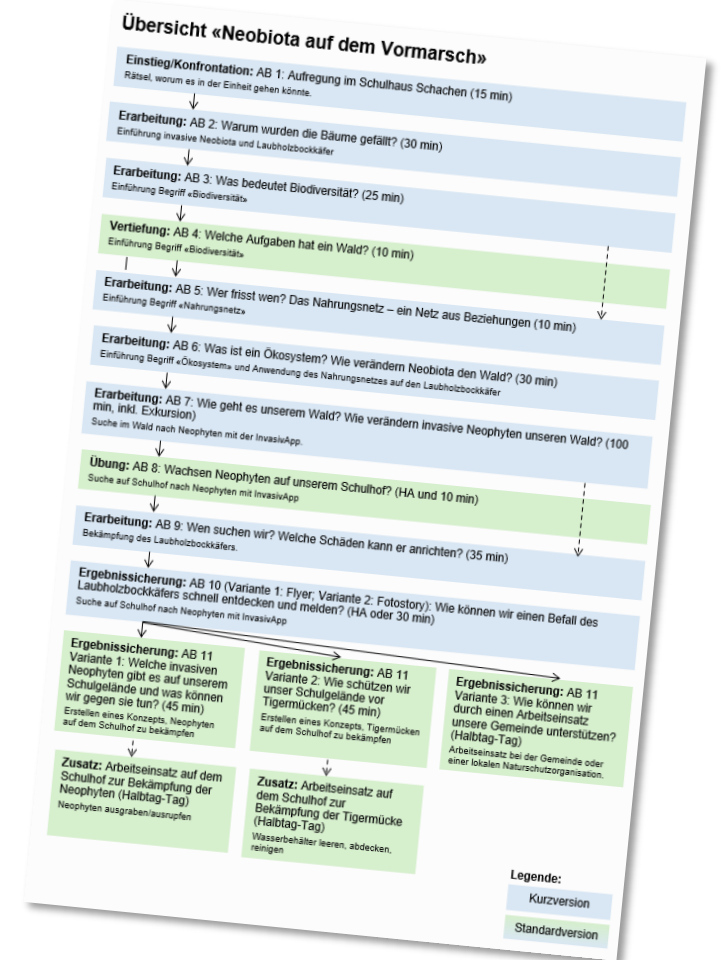 Übersicht «Neobiota auf dem Vormarsch»
Einstieg/Konfrontation: AB 1: Aufregung im Schulhaus Schachen (15 min)
Rätsel, worum es in der Einheit gehen könnte.
Erarbeitung: AB 2: Warum wurden die Bäume gefällt? (30 min)
Einführung invasive Neobiota und Laubholzbockkäfer
Erarbeitung: AB 3: Was bedeutet Biodiversität? (25 min)
Einführung Begriff «Biodiversität»
Vertiefung: AB 4: Welche Aufgaben hat ein Wald? (10 min)
Einführung Begriff «Biodiversität»
Erarbeitung: AB 5: Wer frisst wen? Das Nahrungsnetz – ein Netz aus Beziehungen (10 min)
Einführung Begriff «Nahrungsnetz»
Erarbeitung: AB 6: Was ist ein Ökosystem? Wie verändern Neobiota den Wald? (30 min)
Einführung Begriff «Ökosystem» und Anwendung des Nahrungsnetzes auf den Laubholzbockkäfer
Erarbeitung: AB 7: Wie geht es unserem Wald? Wie verändern invasive Neophyten unseren Wald? (100
min, inkl. Exkursion)
Suche im Wald nach Neophyten mit der InvasivApp.
Übung: AB 8: Wachsen Neophyten auf unserem Schulhof? (HA und 10 min)
Suche auf Schulhof nach Neophyten mit InvasivApp
Erarbeitung: AB 9: Wen suchen wir? Welche Schäden kann er anrichten? (35 min)
Bekämpfung des Laubholzbockkäfers.
Ergebnissicherung: AB 10 (Variante 1: Flyer; Variante 2: Fotostory): Wie können wir einen Befall des
Laubholzbockkäfers schnell entdecken und melden? (HA oder 30 min)
Suche auf Schulhof nach Neophyten mit InvasivApp
Ergebnissicherung: AB 11
Variante 1: Welche invasiven
Neophyten gibt es auf unserem
Schulgelände und was können
wir gegen sie tun? (45 min)
Erstellen eines Konzepts, Neophyten
auf dem Schulhof zu bekämpfen
Ergebnissicherung: AB 11
Variante 2: Wie schützen wir
unser Schulgelände vor
Tigermücken? (45 min)
Erstellen eines Konzepts, Tigermücken
auf dem Schulhof zu bekämpfen
Ergebnissicherung: AB 11
Variante 3: Wie können wir
durch einen Arbeitseinsatz
unsere Gemeinde unterstützen?
(Halbtag-Tag)
Arbeitseinsatz bei der Gemeinde oder
einer lokalen Naturschutzorganisation.
Zusatz: Arbeitseinsatz auf dem
Schulhof zur Bekämpfung der
Neophyten (Halbtag-Tag)
Neophyten ausgraben/ausrupfen
Zusatz: Arbeitseinsatz auf
dem Schulhof zur
Bekämpfung der Tigermücke
(Halbtag-Tag)
Wasserbehälter leeren, abdecken,
reinigen
Legende:
Kurzversion
Standardversion